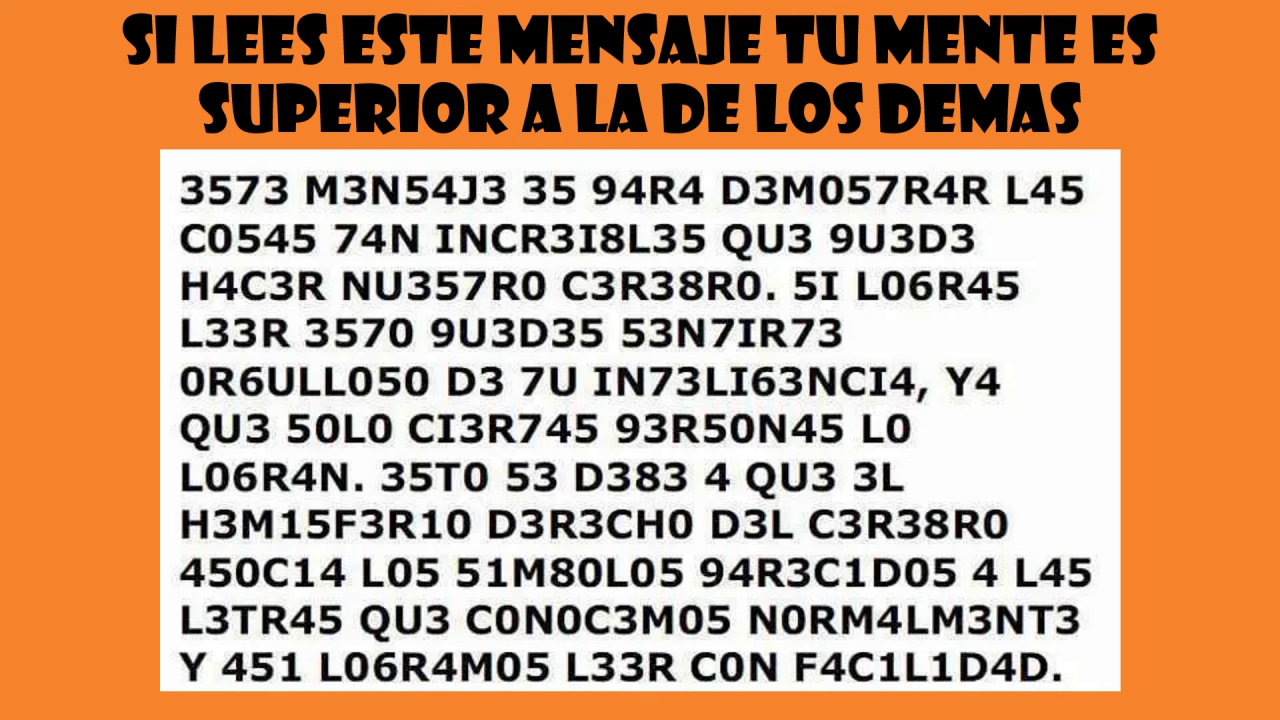 SI LEES ESTE MENSAJE TU MENTE ES
SUPERIOR A LA DE LOS DEMAS
3573 M3N54J3 35 94R4 D3M057R4R L45
C0545 74N INCR3I8L35 QU3 9U3D3
H4C3R NU357R0 C3R38R0. 5I L06R45
L33R 3570 9U3D35 53N7IR73
0R6ULL050 D3 7U IN73LI63NCI4, Y4
QU3 50L0 CI3R745 93R50N45 L0
L06R4N. 35T0 53 D383 4 QU3 3L
H3M15F3R10 D3R3CH0 D3L C3R38R0
450C14 L05 51M80L05 94R3C1D05 4 L45
L3TR45 QU3 C0N0C3M05 N0RM4LM3NT3
Y 451 L06R4M05 L33R C0N F4C1L1D4D.